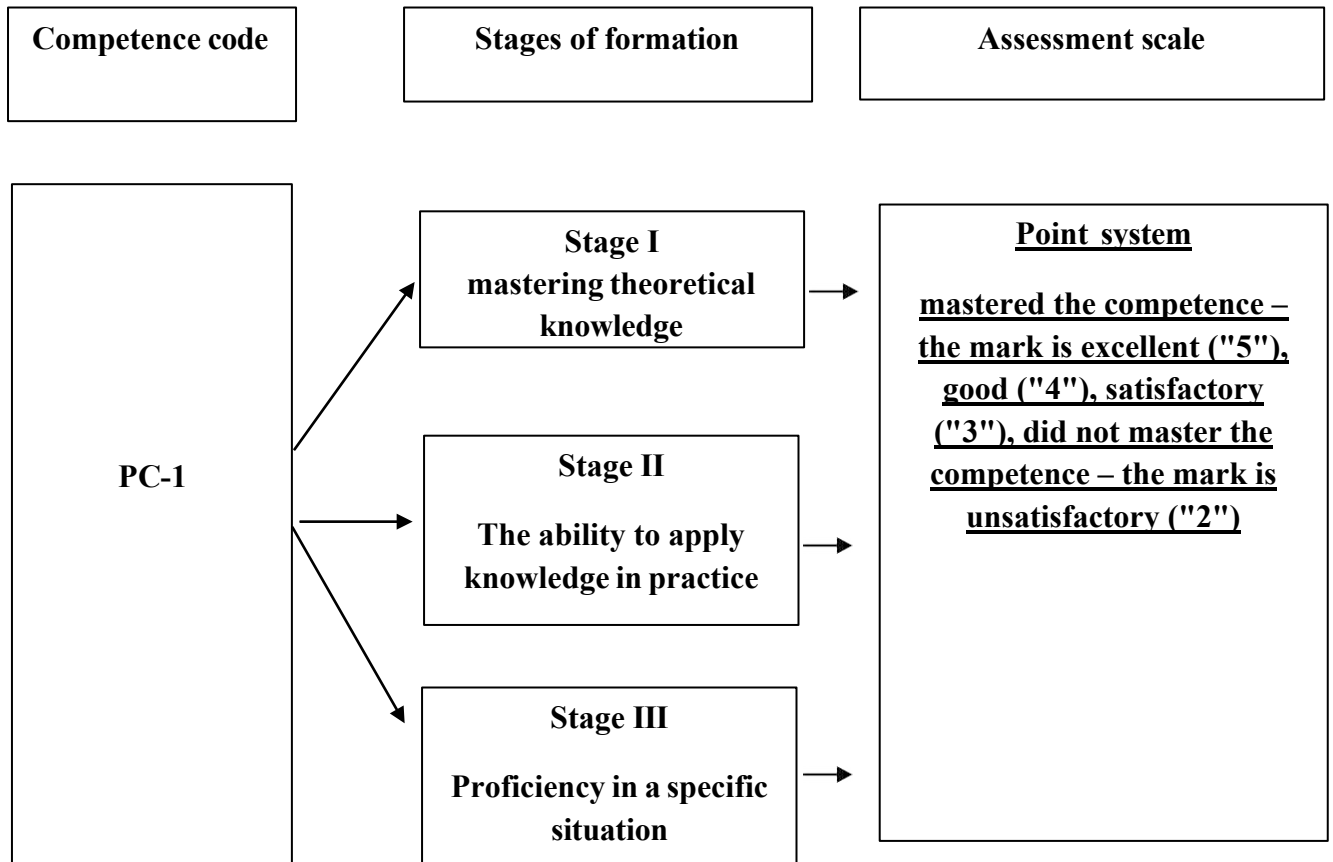 Competence code
Stages of formation
Assessment scale
PC-1
Stage I
mastering theoretical
knowledge
Stage II
The ability to apply
knowledge in practice
Stage III
Proficiency in a specific
situation
Point system
mastered the competence –
the mark is excellent ("5"),
good ("4"), satisfactory
("3"), did not master the
competence – the mark is
unsatisfactory ("2")